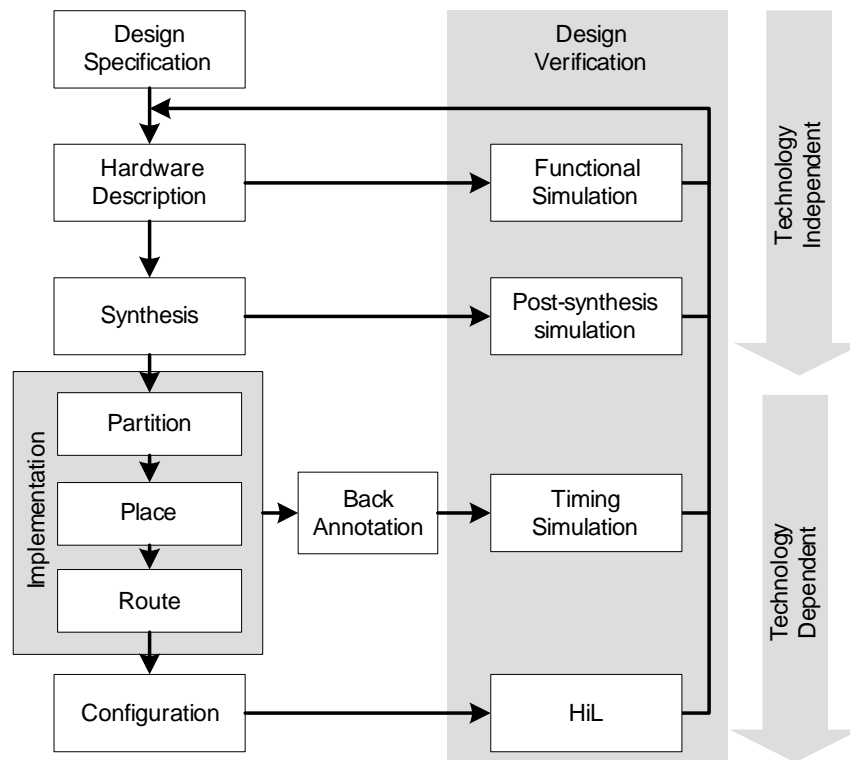 Design
Specification
Design
Verification
Hardware
Description
Functional
Simulation
Technology
Independent
Synthesis
Post-synthesis
simulation
Implementation
Partition
Place
Route
Back
Annotation
Timing
Simulation
Technology
Dependent
Configuration
HiL